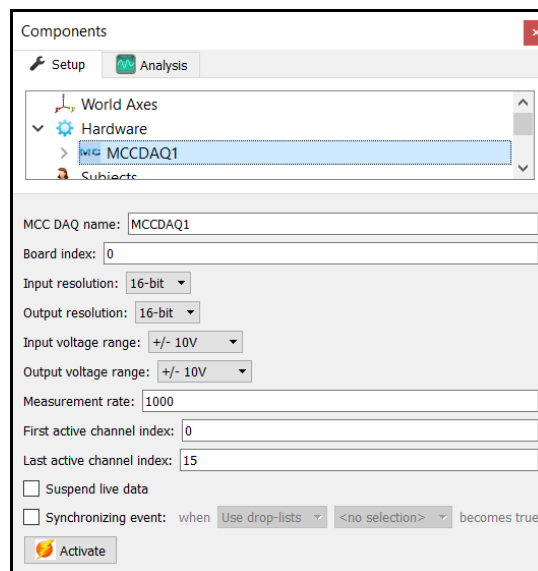 Components
Setup Analysis
World Axes
Hardware
MCCDAQ1
Subjects
MCC DAQ name: MCCDAQ1
Board index: 0
Input resolution: 16-bit
Output resolution: 16-bit
Input voltage range: +/- 10V
Output voltage range: +/- 10V
Measurement rate: 1000
First active channel index: 0
Last active channel index: 15
Suspend live data
Synchronizing event: when Use drop-lists <no selection> becomes true
Activate